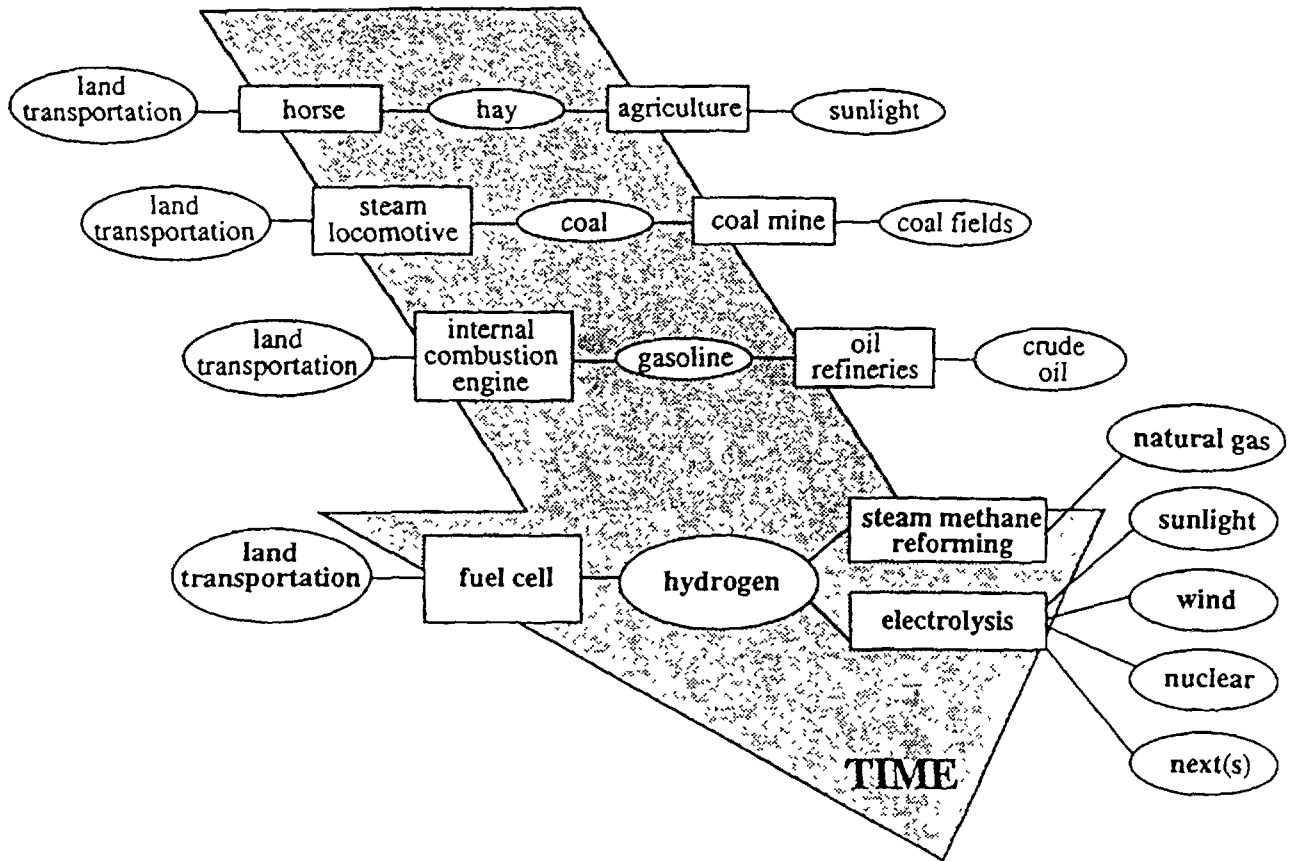 land
transportation
horse
hay
agriculture
sunlight
land
transportation
steam
locomotive
coal
coal mine
coal fields
land
transportation
internal
combustion
engine
gasoline
oil
refineries
crude
oil
natural gas
steam methane
reforming
sunlight
land
transportation
fuel cell
hydrogen
electrolysis
wind
nuclear
next(s)
TIME